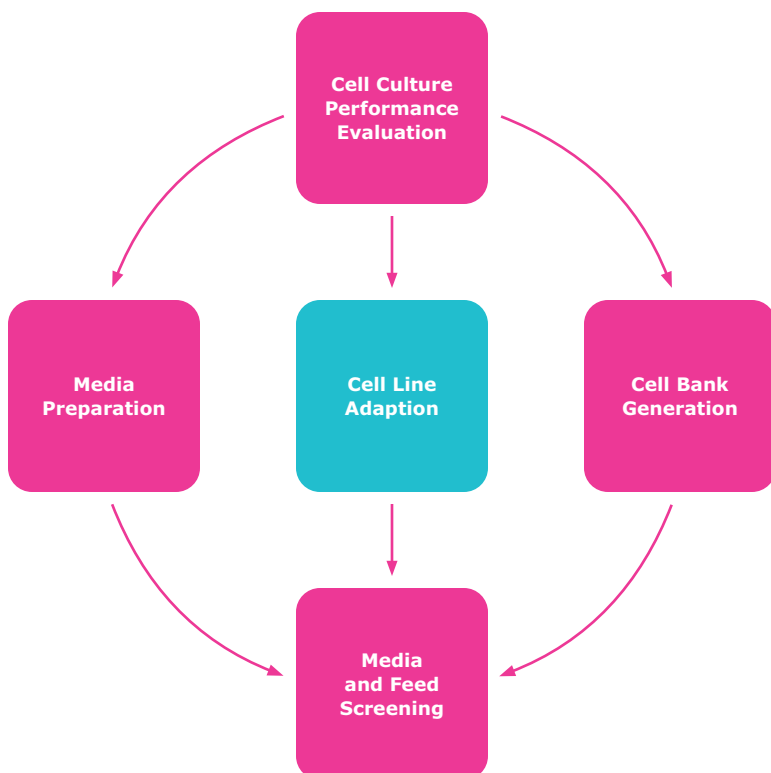 Cell Culture
Performance
Evaluation
Media
Preparation
Cell Line
Adaption
Cell Bank
Generation
Media
and Feed
Screening